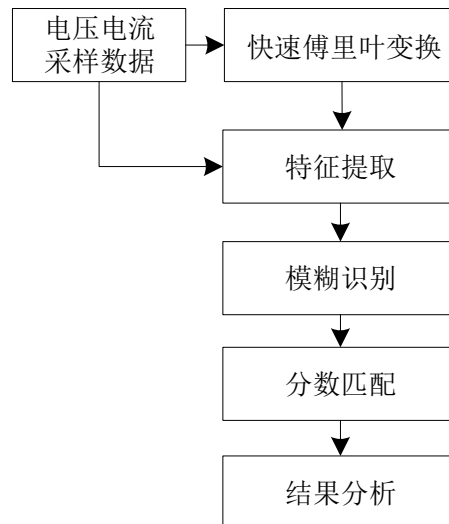 电压电流
采样数据
快速傅里叶变换
特征提取
模糊识别
分数匹配
结果分析